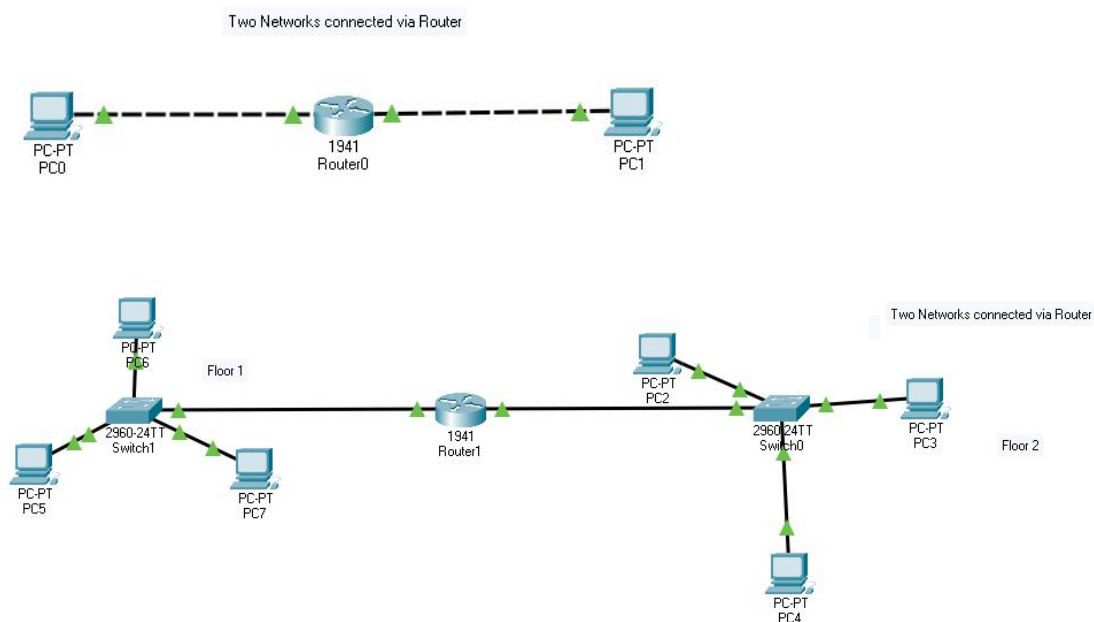 Two Networks connected via Router
PC-PT
PC0
1941
Router0
PC-PT
PC1
Two Networks connected via Router
PC-PT
PC6
Floor 1
PC-PT
PC2
2960-24TT
Switch1
1941
Router1
2960-24TT
Switch0
PC-PT
PC3
Floor 2
PC-PT
PC5
PC-PT
PC7
PC-PT
PC4